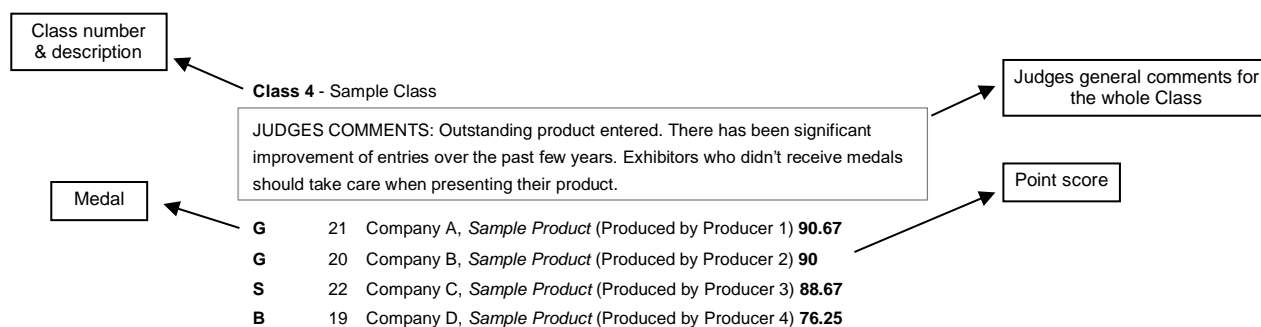 Class number
& description
Class 4 - Sample Class
Judges general comments for
the whole Class
JUDGES COMMENTS: Outstanding product entered. There has been significant
improvement of entries over the past few years. Exhibitors who didn’t receive medals
should take care when presenting their product.
Medal
Point score
G 21 Company A, Sample Product (Produced by Producer 1) 90.67
G 20 Company B, Sample Product (Produced by Producer 2) 90
S 22 Company C, Sample Product (Produced by Producer 3) 88.67
B 19 Company D, Sample Product (Produced by Producer 4) 76.25